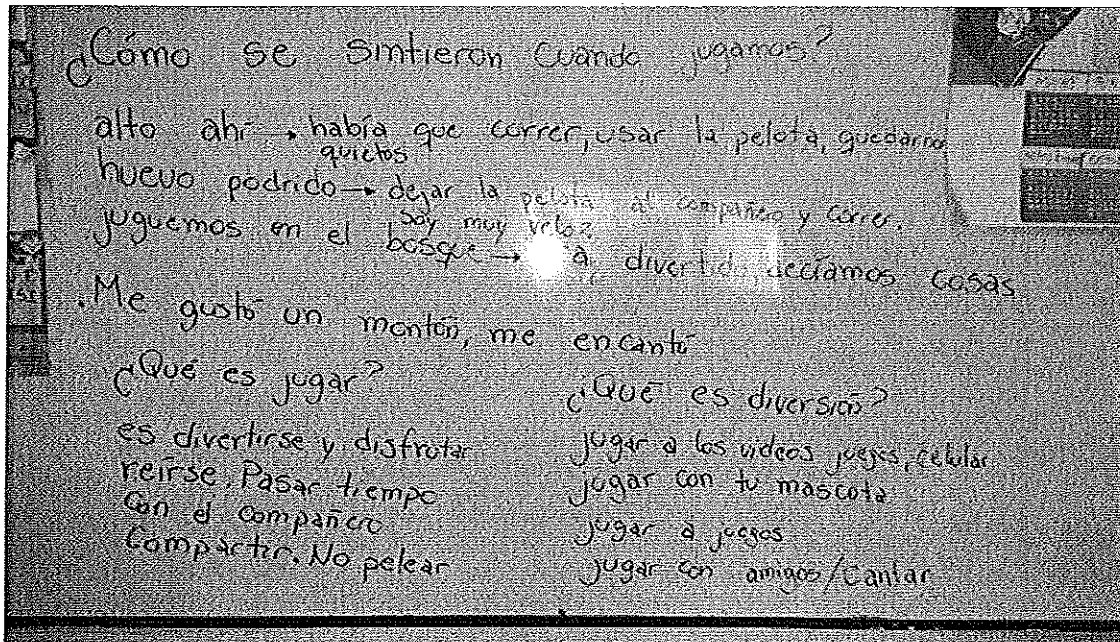 ¿Cómo se sintieron cuando jugamos?
alto ahí → había que correr, usar la pelota, quedarno
quietos
huevo podrido → dejar la pelota al compañero y correr.
soy muy veloz
juguemos en el bosque → a divertid decíamos cosas
. Me gustó un montón, me encantó
¿Qué es jugar?
es divertirse y disfrutar
reírse. Pasar tiempo
con el compañero
Compartir. No pelear
¿Qué es diversión?
jugar a los videos juegos, celular
jugar con tu mascota
jugar a juegos
jugar con amigos/cantar